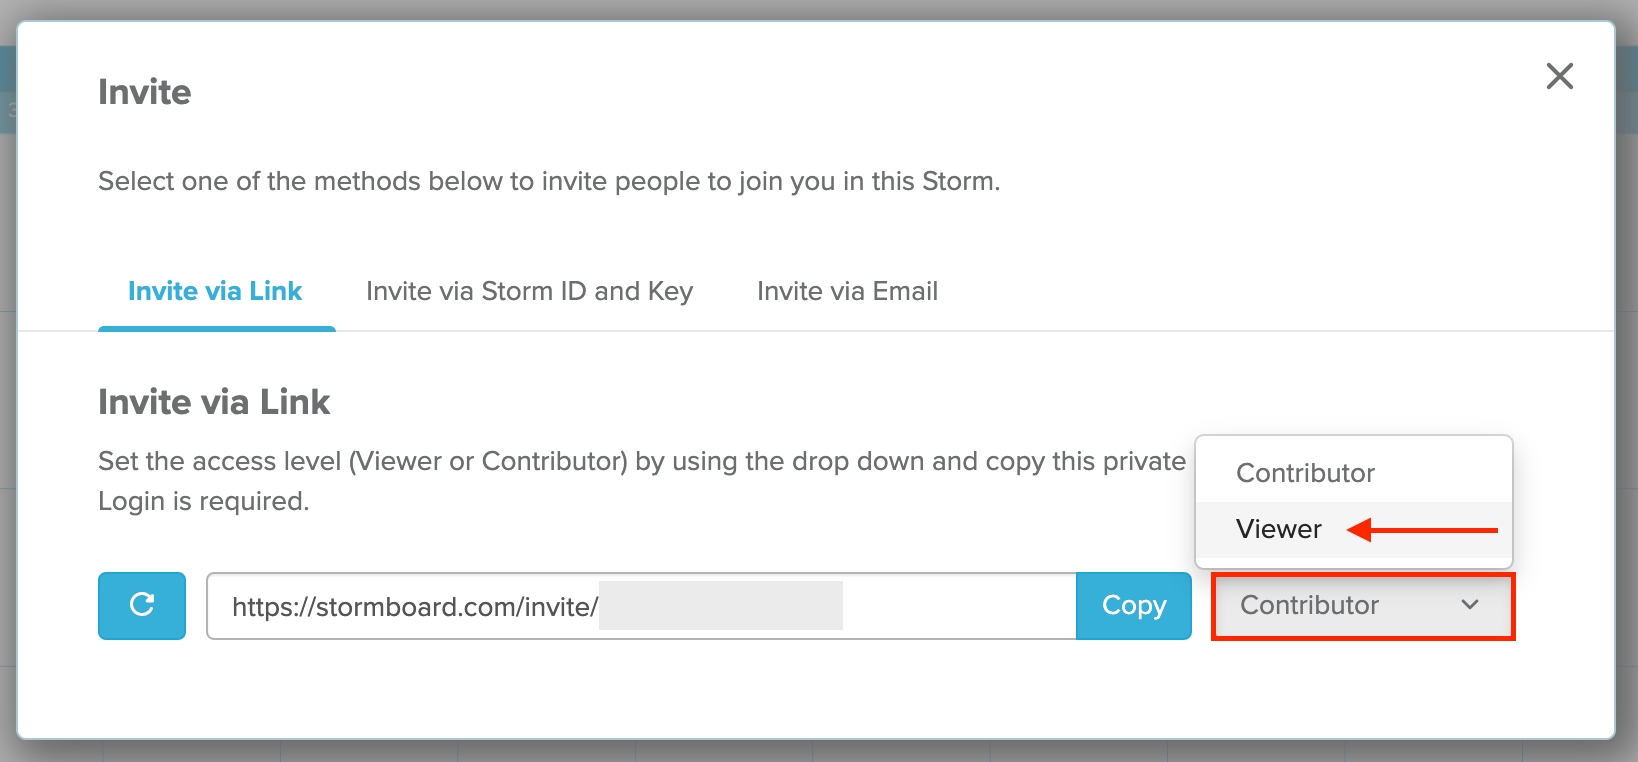 Invite
Select one of the methods below to invite people to join you in this Storm.
Invite via Link
Invite via Storm ID and Key
Invite via Email
Invite via Link
Set the access level (Viewer or Contributor) by using the drop down and copy this private
Login is required.
Contributor
Viewer
https://stormboard.com/invite/
Copy
Contributor